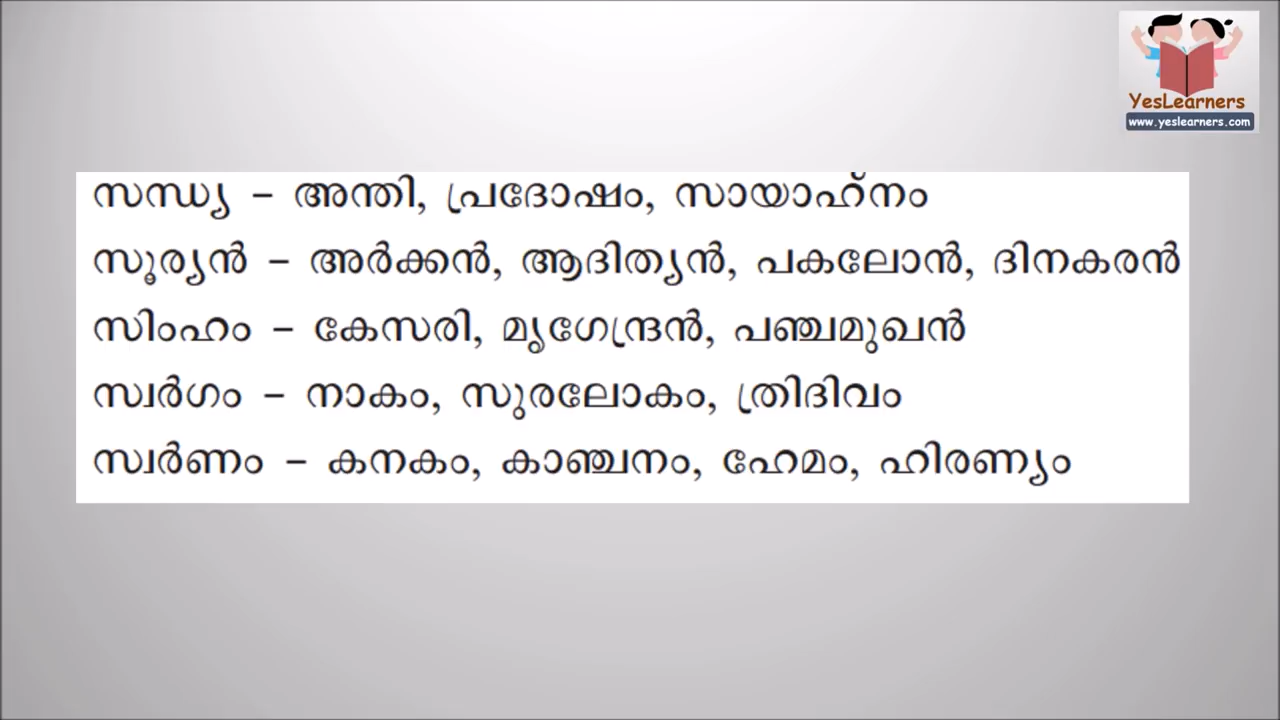 YesLearners
www.yeslearners.com
സന്ധ്യ – അന്തി, പ്രദോഷം, സായാഹ്‌നം
സൂര്യൻ – അർക്കൻ, ആദിത്യൻ, പകലോൻ, ദിനകരൻ
സിംഹം – കേസരി, മൃഗേന്ദ്രൻ, പഞ്ചമുഖൻ
സ്വർഗം – നാകം, സുരലോകം, ത്രിദിവം
സ്വർണം – കനകം, കാഞ്ചനം, ഹേമം, ഹിരണ്യം